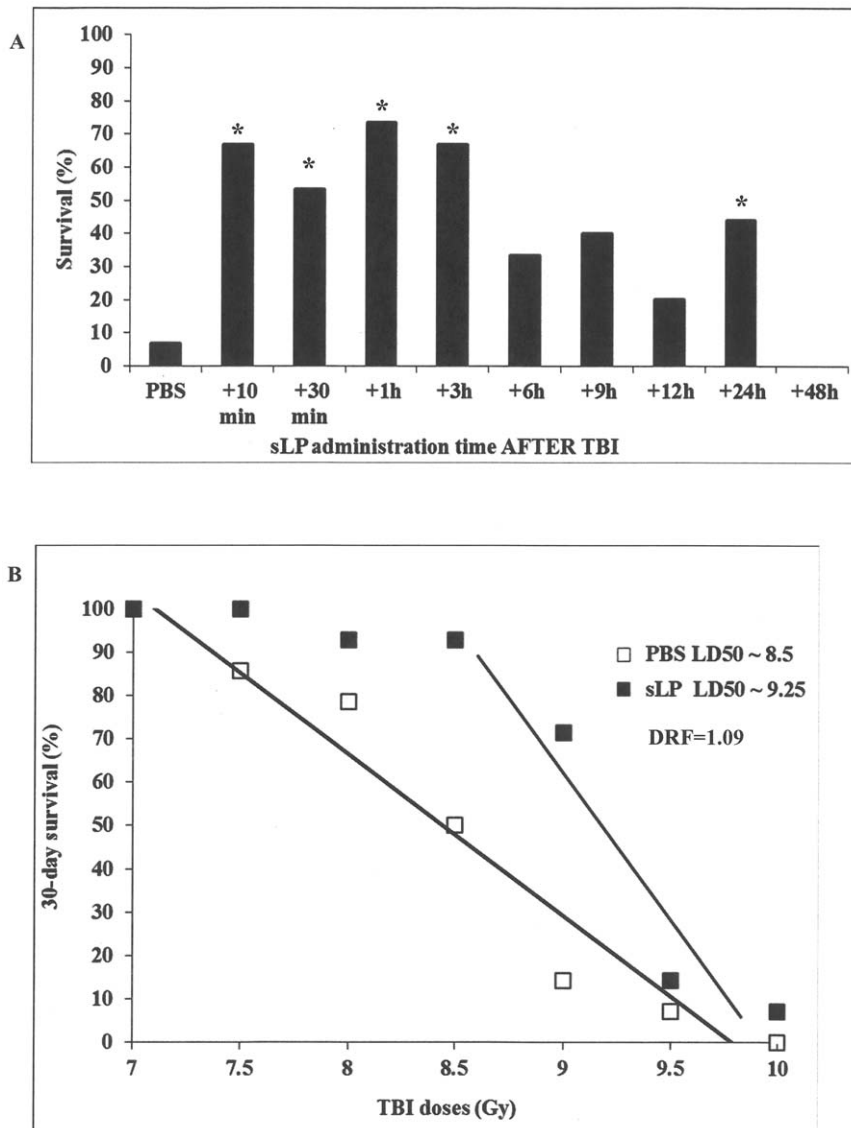 A
100
90
80
70
60
50
40
30
20
10
0
Survival (%)
* * * * *
PBS +10 +30 +1h +3h +6h +9h +12h +24h +48h
min min
sLP administration time AFTER TBI
B
100
90
80
70
60
50
40
30
20
10
0
30-day survival (%)
PBS LD50 ~ 8.5
sLP LD50 ~ 9.25
DRF=1.09
7 7.5 8 8.5 9 9.5 10
TBI doses (Gy)